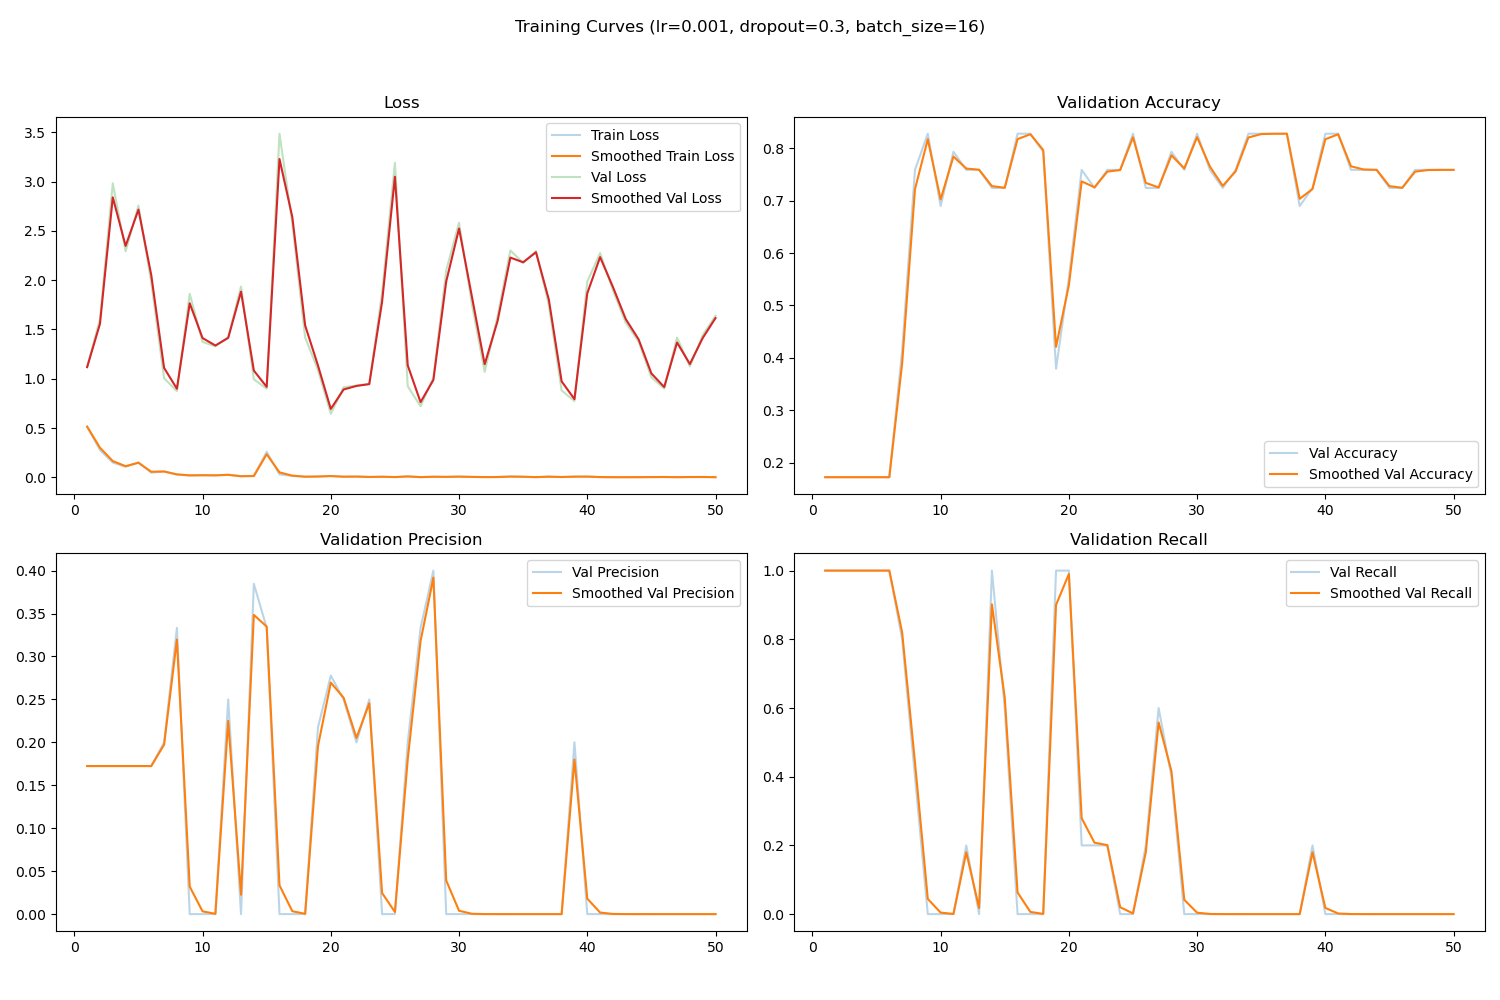 Training Curves (lr=0.001, dropout=0.3, batch_size=16)
Loss
Train Loss
Smoothed Train Loss
Val Loss
Smoothed Val Loss
3.5
3.0
2.5
2.0
1.5
1.0
0.5
0.0
0 10 20 30 40 50
Validation Accuracy
0.8
0.7
0.6
0.5
0.4
0.3
0.2
Val Accuracy
Smoothed Val Accuracy
0 10 20 30 40 50
Validation Precision
Val Precision
Smoothed Val Precision
0.40
0.35
0.30
0.25
0.20
0.15
0.10
0.05
0.00
0 10 20 30 40 50
Validation Recall
Val Recall
Smoothed Val Recall
1.0
0.8
0.6
0.4
0.2
0.0
0 10 20 30 40 50